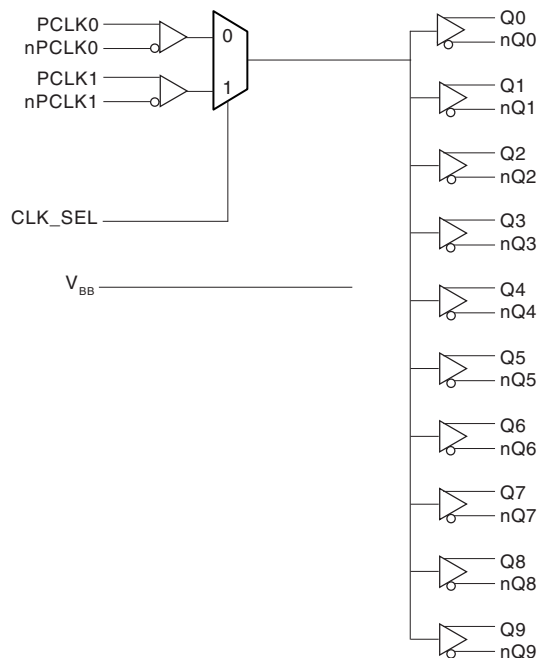 PCLK0
nPCLK0
PCLK1
nPCLK1
0
1
CLK_SEL
VBB
Q0
nQ0
Q1
nQ1
Q2
nQ2
Q3
nQ3
Q4
nQ4
Q5
nQ5
Q6
nQ6
Q7
nQ7
Q8
nQ8
Q9
nQ9